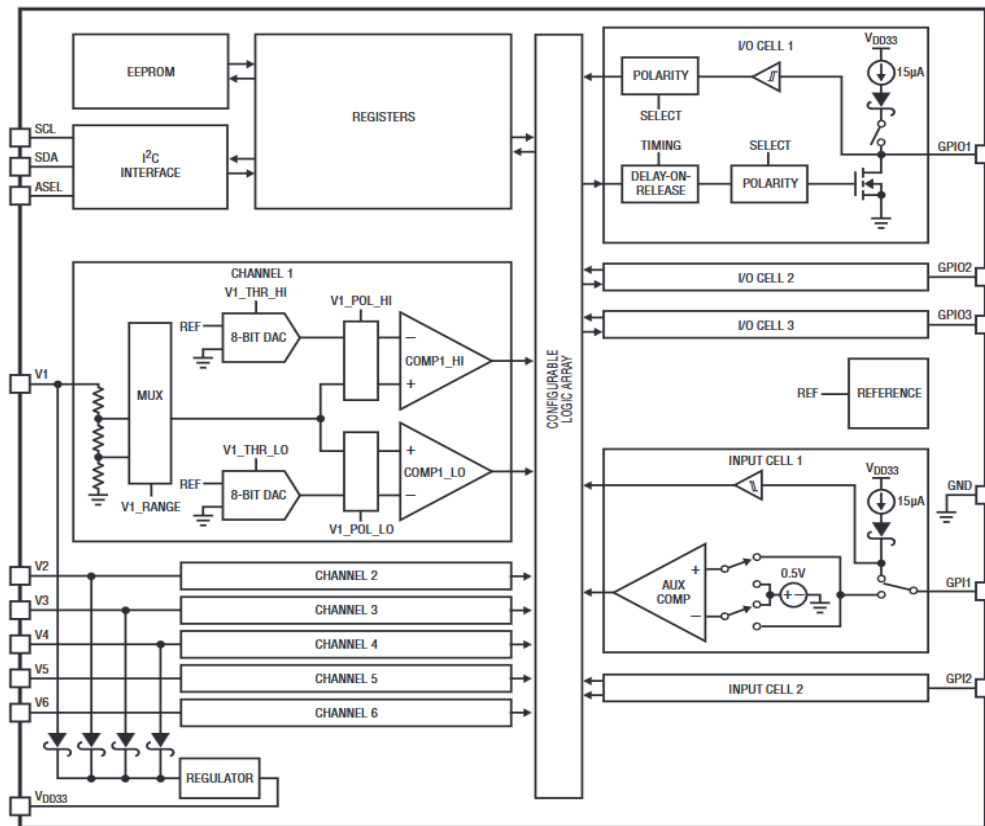 EEPROM
REGISTERS
SCL
SDA
ASEL
I2C
INTERFACE
CHANNEL 1
V1_THR_HI
V1_POL_HI
REF
8-BIT DAC
V1
MUX
−
COMP1_HI
+
V1_THR_LO
REF
8-BIT DAC
+
COMP1_LO
−
V1_RANGE
V1_POL_LO
V2
CHANNEL 2
V3
CHANNEL 3
V4
CHANNEL 4
V5
CHANNEL 5
V6
CHANNEL 6
REGULATOR
VDD33
CONFIGURABLE
LOGIC ARRAY
I/O CELL 1
VDD33
15µA
POLARITY
SELECT
TIMING
SELECT
DELAY-ON-
RELEASE
POLARITY
GPIO1
I/O CELL 2
GPIO2
I/O CELL 3
GPIO3
REF
REFERENCE
INPUT CELL 1
VDD33
15µA
GND
AUX
COMP
+
−
0.5V
+ −
GPI1
INPUT CELL 2
GPI2